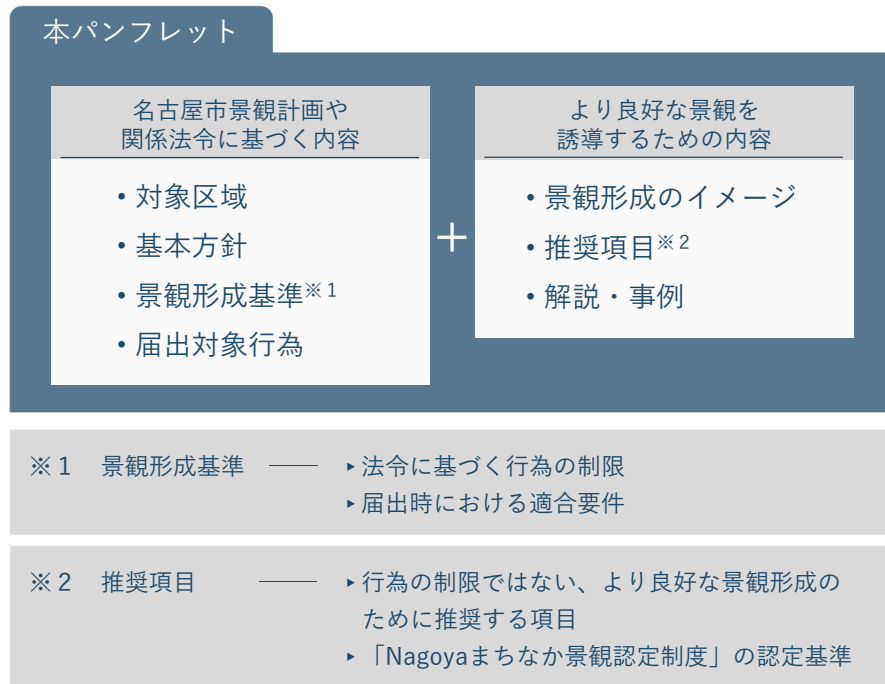 本パンフレット
名古屋市景観計画や
関係法令に基づく内容
・対象区域
・基本方針
・景観形成基準※1
・届出対象行為
＋
より良好な景観を
誘導するための内容
・景観形成のイメージ
・推奨項目※2
・解説・事例
※1 景観形成基準 ―― ▸法令に基づく行為の制限
▸届出時における適合要件
※2 推奨項目 ―― ▸行為の制限ではない、より良好な景観形成の
ために推奨する項目
▸「Nagoyaまちなか景観認定制度」の認定基準